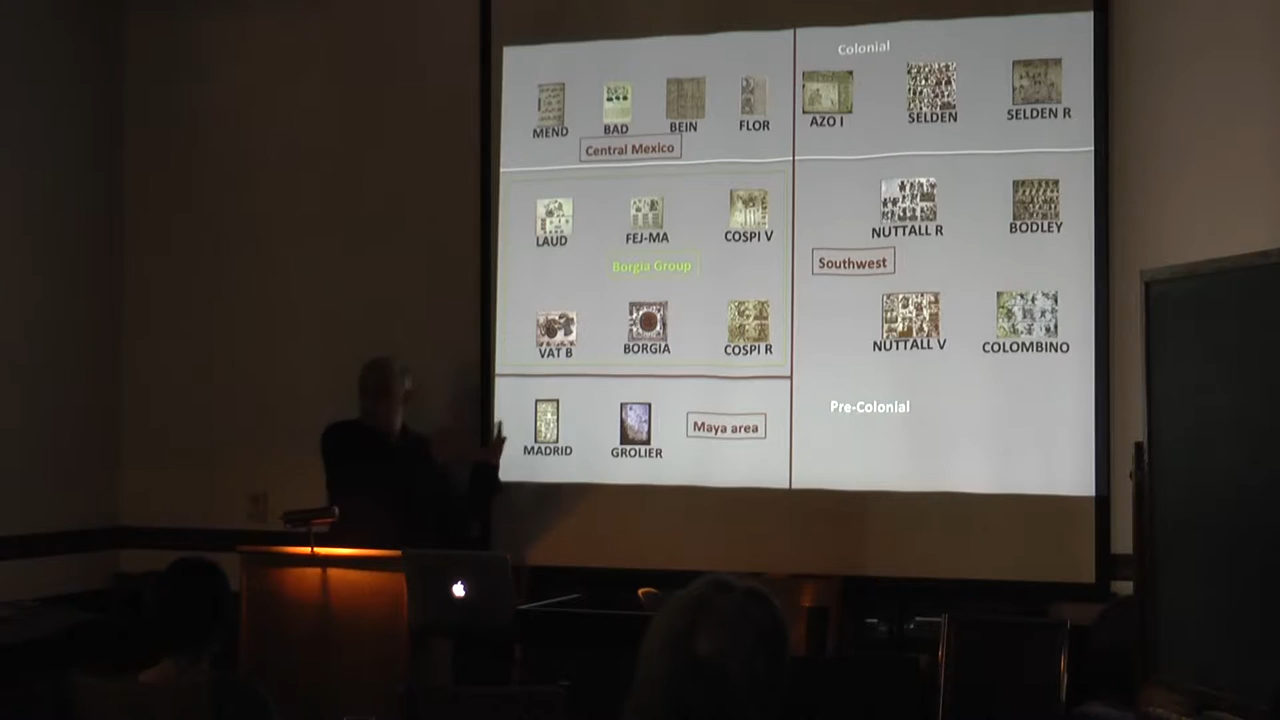 Colonial
MEND BAD BEIN FLOR AZO I SELDEN SELDEN R
Central Mexico
LAUD FEJ-MA COSPI V NUTTALL R BODLEY
Borgia Group Southwest
VAT B BORGIA COSPI R NUTTALL V COLOMBINO
Pre-Colonial
MADRID GROLIER Maya area